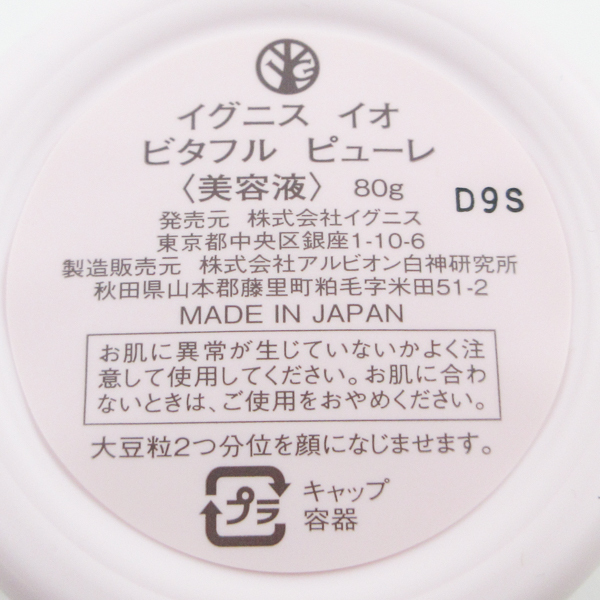 イグニス イオ
ビタフル ピューレ
〈美容液〉 80g
D9S
発売元 株式会社イグニス
東京都中央区銀座1-10-6
製造販売元 株式会社アルビオン白神研究所
秋田県山本郡藤里町粕毛字米田51-2
MADE IN JAPAN
お肌に異常が生じていないかよく注
意して使用してください。お肌に合わ
ないときは、ご使用をおやめください。
大豆粒2つ分位を顔になじませます。
プラ
キャップ
容器